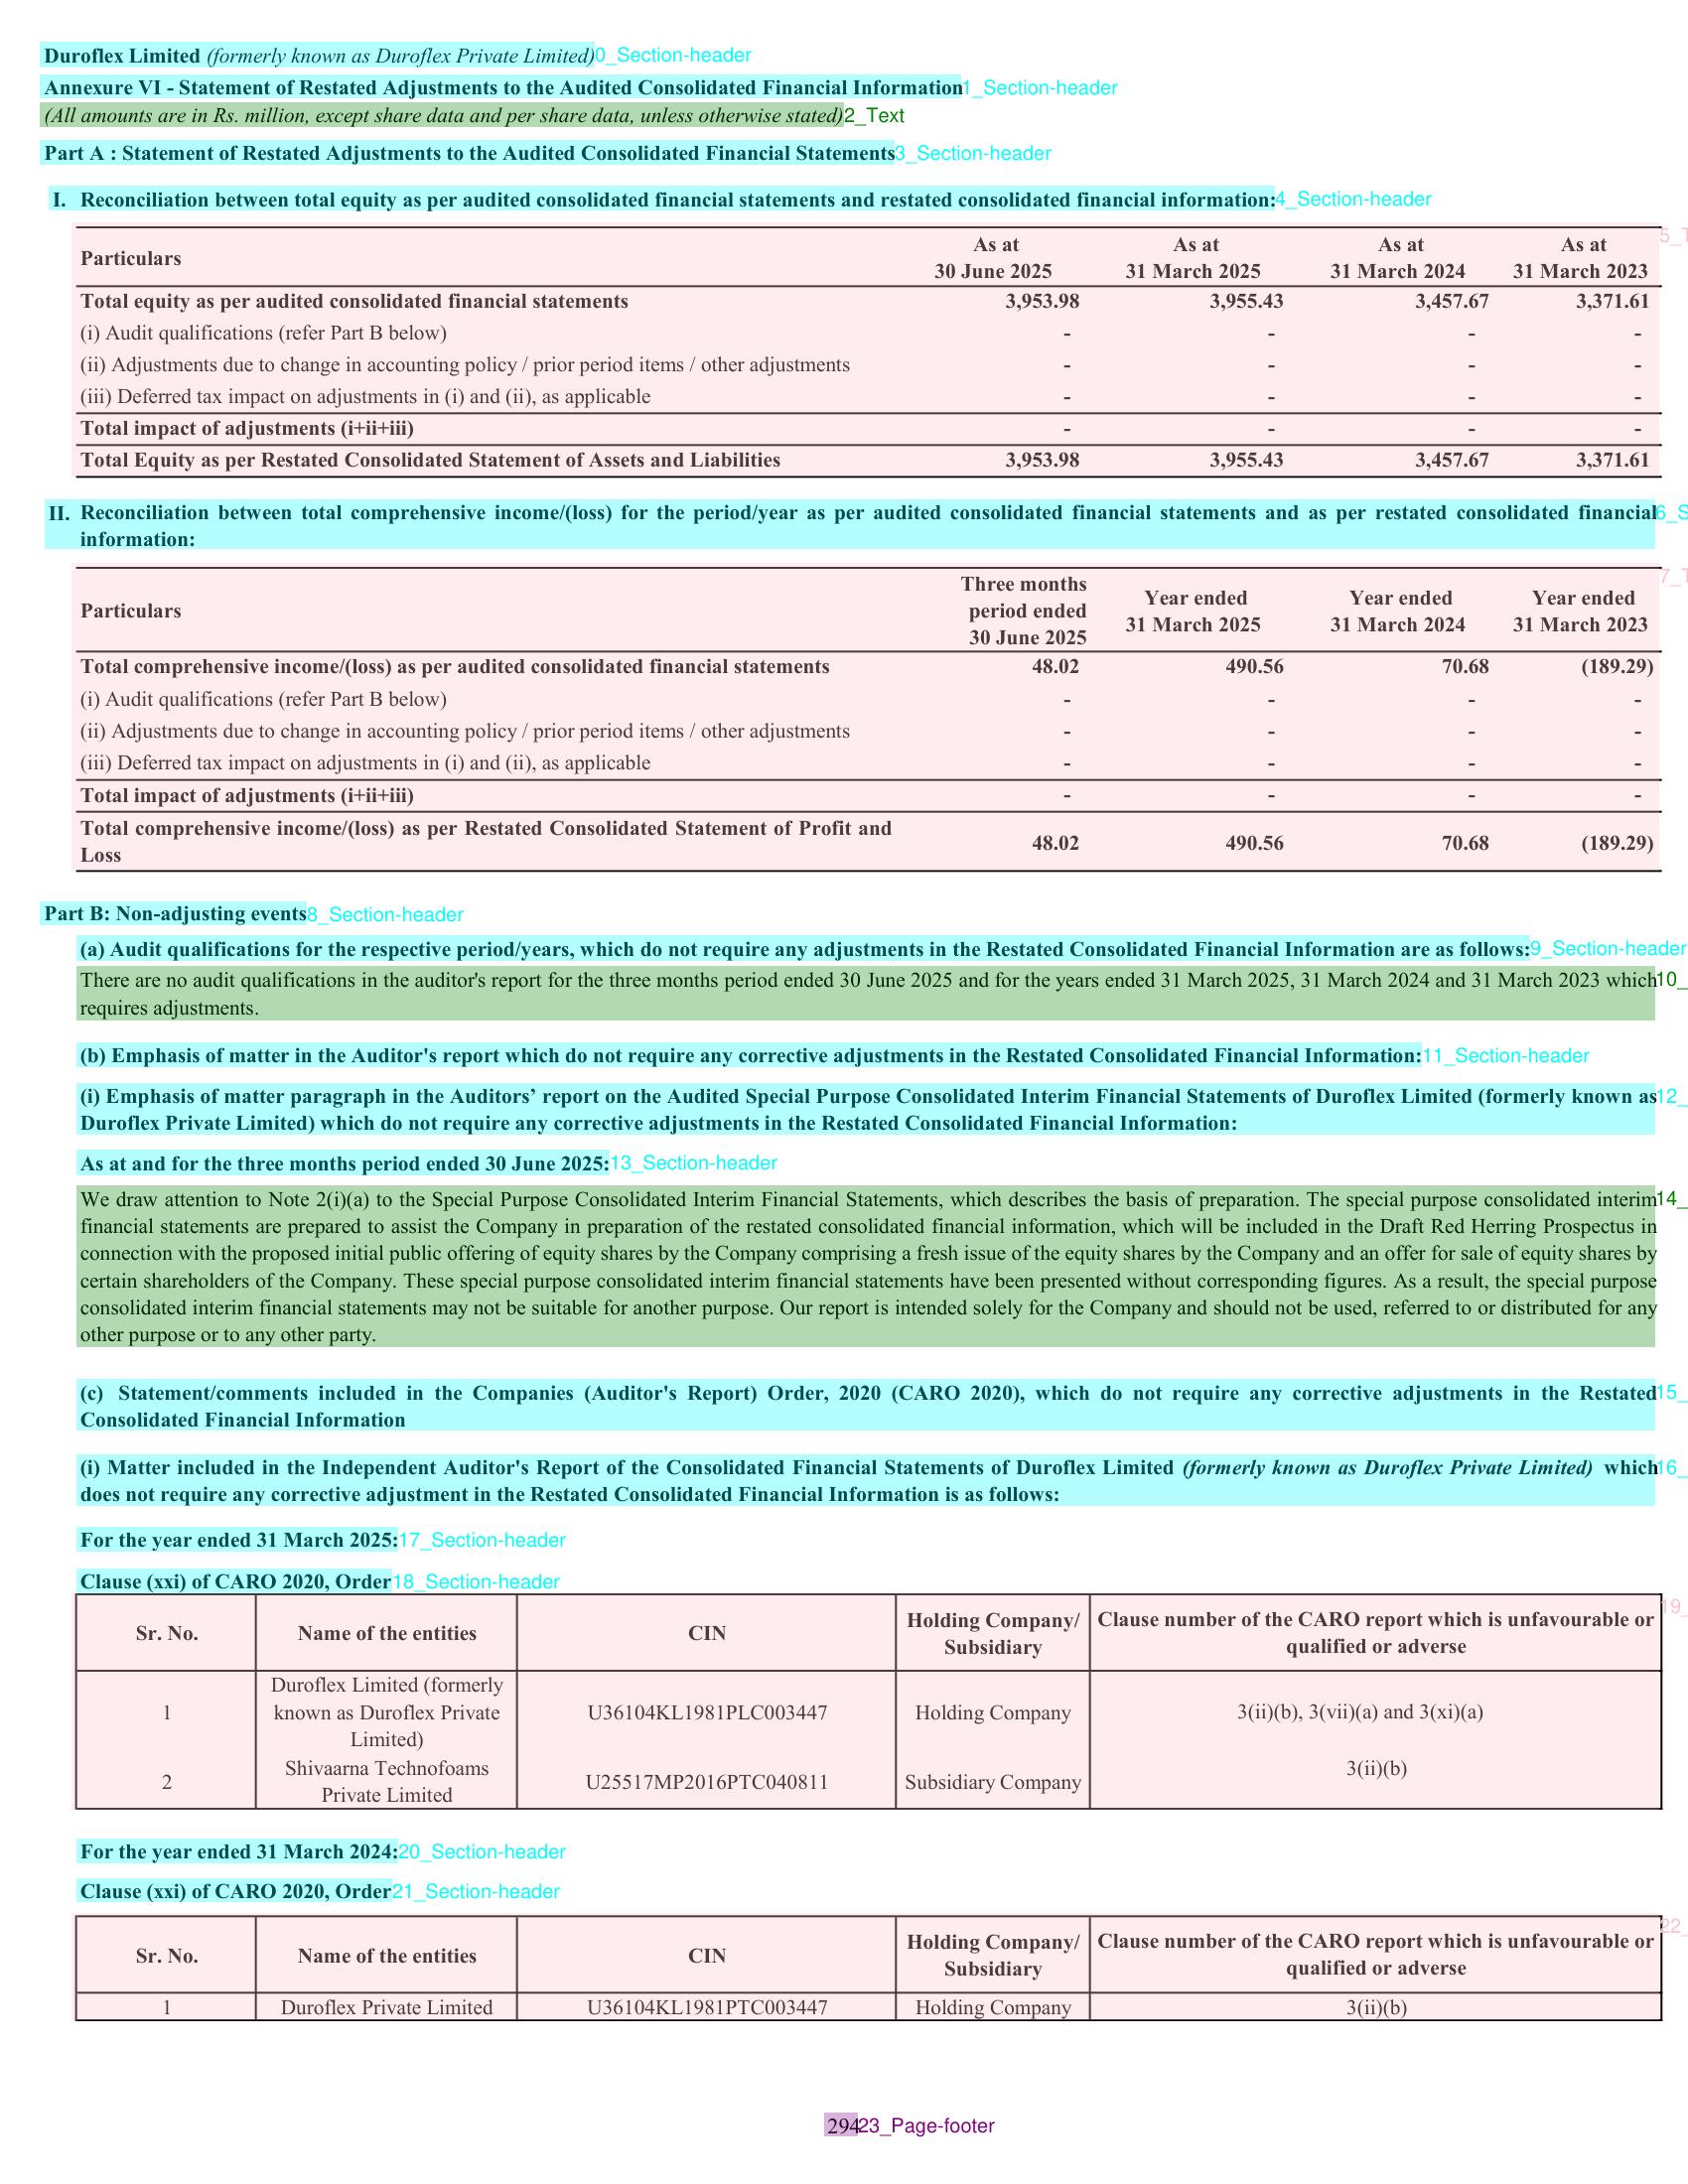 Duroflex Limited (formerly known as Duroflex Private Limited)0_Section-header
Annexure VI - Statement of Restated Adjustments to the Audited Consolidated Financial Information1_Section-header
(All amounts are in Rs. million, except share data and per share data, unless otherwise stated)2_Text
Part A : Statement of Restated Adjustments to the Audited Consolidated Financial Statements3_Section-header
I. Reconciliation between total equity as per audited consolidated financial statements and restated consolidated financial information:4_Section-header
5_T
Particulars As at 30 June 2025 As at 31 March 2025 As at 31 March 2024 As at 31 March 2023
Total equity as per audited consolidated financial statements 3,953.98 3,955.43 3,457.67 3,371.61
(i) Audit qualifications (refer Part B below) - - - -
(ii) Adjustments due to change in accounting policy / prior period items / other adjustments - - - -
(iii) Deferred tax impact on adjustments in (i) and (ii), as applicable - - - -
Total impact of adjustments (i+ii+iii) - - - -
Total Equity as per Restated Consolidated Statement of Assets and Liabilities 3,953.98 3,955.43 3,457.67 3,371.61
II. Reconciliation between total comprehensive income/(loss) for the period/year as per audited consolidated financial statements and as per restated consolidated financial 6_S
information:
7_T
Particulars Three months period ended 30 June 2025 Year ended 31 March 2025 Year ended 31 March 2024 Year ended 31 March 2023
Total comprehensive income/(loss) as per audited consolidated financial statements 48.02 490.56 70.68 (189.29)
(i) Audit qualifications (refer Part B below) - - - -
(ii) Adjustments due to change in accounting policy / prior period items / other adjustments - - - -
(iii) Deferred tax impact on adjustments in (i) and (ii), as applicable - - - -
Total impact of adjustments (i+ii+iii) - - - -
Total comprehensive income/(loss) as per Restated Consolidated Statement of Profit and
Loss 48.02 490.56 70.68 (189.29)
Part B: Non-adjusting events8_Section-header
(a) Audit qualifications for the respective period/years, which do not require any adjustments in the Restated Consolidated Financial Information are as follows:9_Section-header
There are no audit qualifications in the auditor's report for the three months period ended 30 June 2025 and for the years ended 31 March 2025, 31 March 2024 and 31 March 2023 which 10_
requires adjustments.
(b) Emphasis of matter in the Auditor's report which do not require any corrective adjustments in the Restated Consolidated Financial Information:11_Section-header
(i) Emphasis of matter paragraph in the Auditors’ report on the Audited Special Purpose Consolidated Interim Financial Statements of Duroflex Limited (formerly known as 12_
Duroflex Private Limited) which do not require any corrective adjustments in the Restated Consolidated Financial Information:
As at and for the three months period ended 30 June 2025:13_Section-header
We draw attention to Note 2(i)(a) to the Special Purpose Consolidated Interim Financial Statements, which describes the basis of preparation. The special purpose consolidated interim 14_
financial statements are prepared to assist the Company in preparation of the restated consolidated financial information, which will be included in the Draft Red Herring Prospectus in
connection with the proposed initial public offering of equity shares by the Company comprising a fresh issue of the equity shares by the Company and an offer for sale of equity shares by
certain shareholders of the Company. These special purpose consolidated interim financial statements have been presented without corresponding figures. As a result, the special purpose
consolidated interim financial statements may not be suitable for another purpose. Our report is intended solely for the Company and should not be used, referred to or distributed for any
other purpose or to any other party.
(c) Statement/comments included in the Companies (Auditor's Report) Order, 2020 (CARO 2020), which do not require any corrective adjustments in the Restated 15_
Consolidated Financial Information
(i) Matter included in the Independent Auditor's Report of the Consolidated Financial Statements of Duroflex Limited (formerly known as Duroflex Private Limited) which 16_
does not require any corrective adjustment in the Restated Consolidated Financial Information is as follows:
For the year ended 31 March 2025:17_Section-header
Clause (xxi) of CARO 2020, Order18_Section-header
19_
Sr. No. Name of the entities CIN Holding Company/ Subsidiary Clause number of the CARO report which is unfavourable or qualified or adverse
1 Duroflex Limited (formerly known as Duroflex Private Limited) U36104KL1981PLC003447 Holding Company 3(ii)(b), 3(vii)(a) and 3(xi)(a)
2 Shivaarna Technofoams Private Limited U25517MP2016PTC040811 Subsidiary Company 3(ii)(b)
For the year ended 31 March 2024:20_Section-header
Clause (xxi) of CARO 2020, Order21_Section-header
22_
Sr. No. Name of the entities CIN Holding Company/ Subsidiary Clause number of the CARO report which is unfavourable or qualified or adverse
1 Duroflex Private Limited U36104KL1981PTC003447 Holding Company 3(ii)(b)
29423_Page-footer